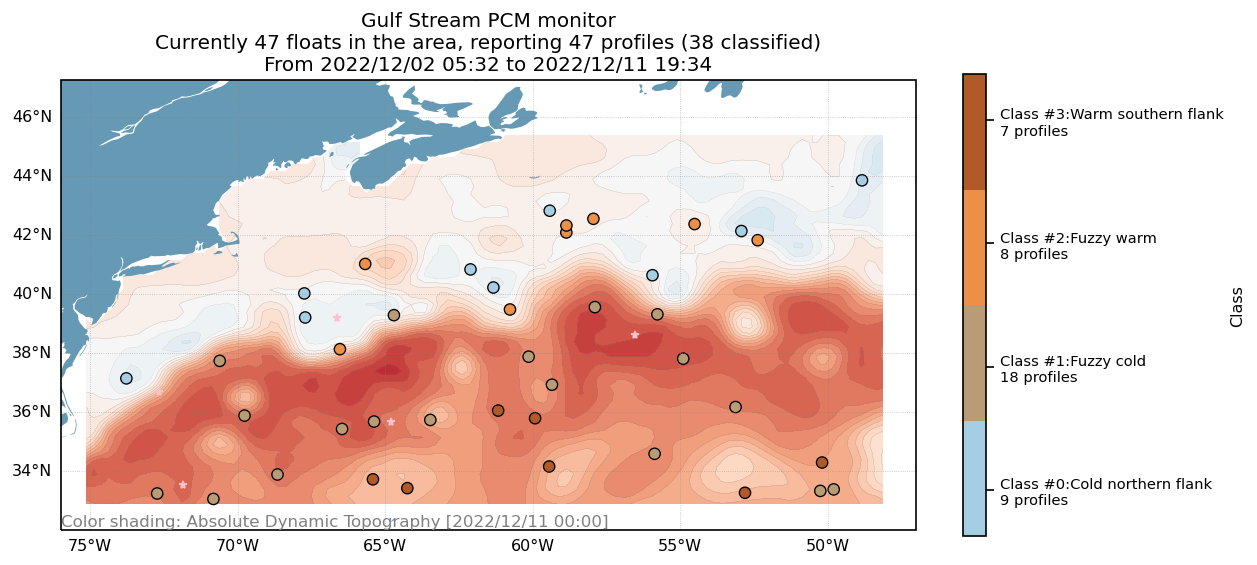 Gulf Stream PCM monitor
Currently 47 floats in the area, reporting 47 profiles (38 classified)
From 2022/12/02 05:32 to 2022/12/11 19:34
46°N
44°N
42°N
40°N
38°N
36°N
34°N
Color shading: Absolute Dynamic Topography [2022/12/11 00:00]
75°W
70°W
65°W
60°W
55°W
50°W
Class #3:Warm southern flank
7 profiles
Class #2:Fuzzy warm
8 profiles
Class #1:Fuzzy cold
18 profiles
Class #0:Cold northern flank
9 profiles
Class